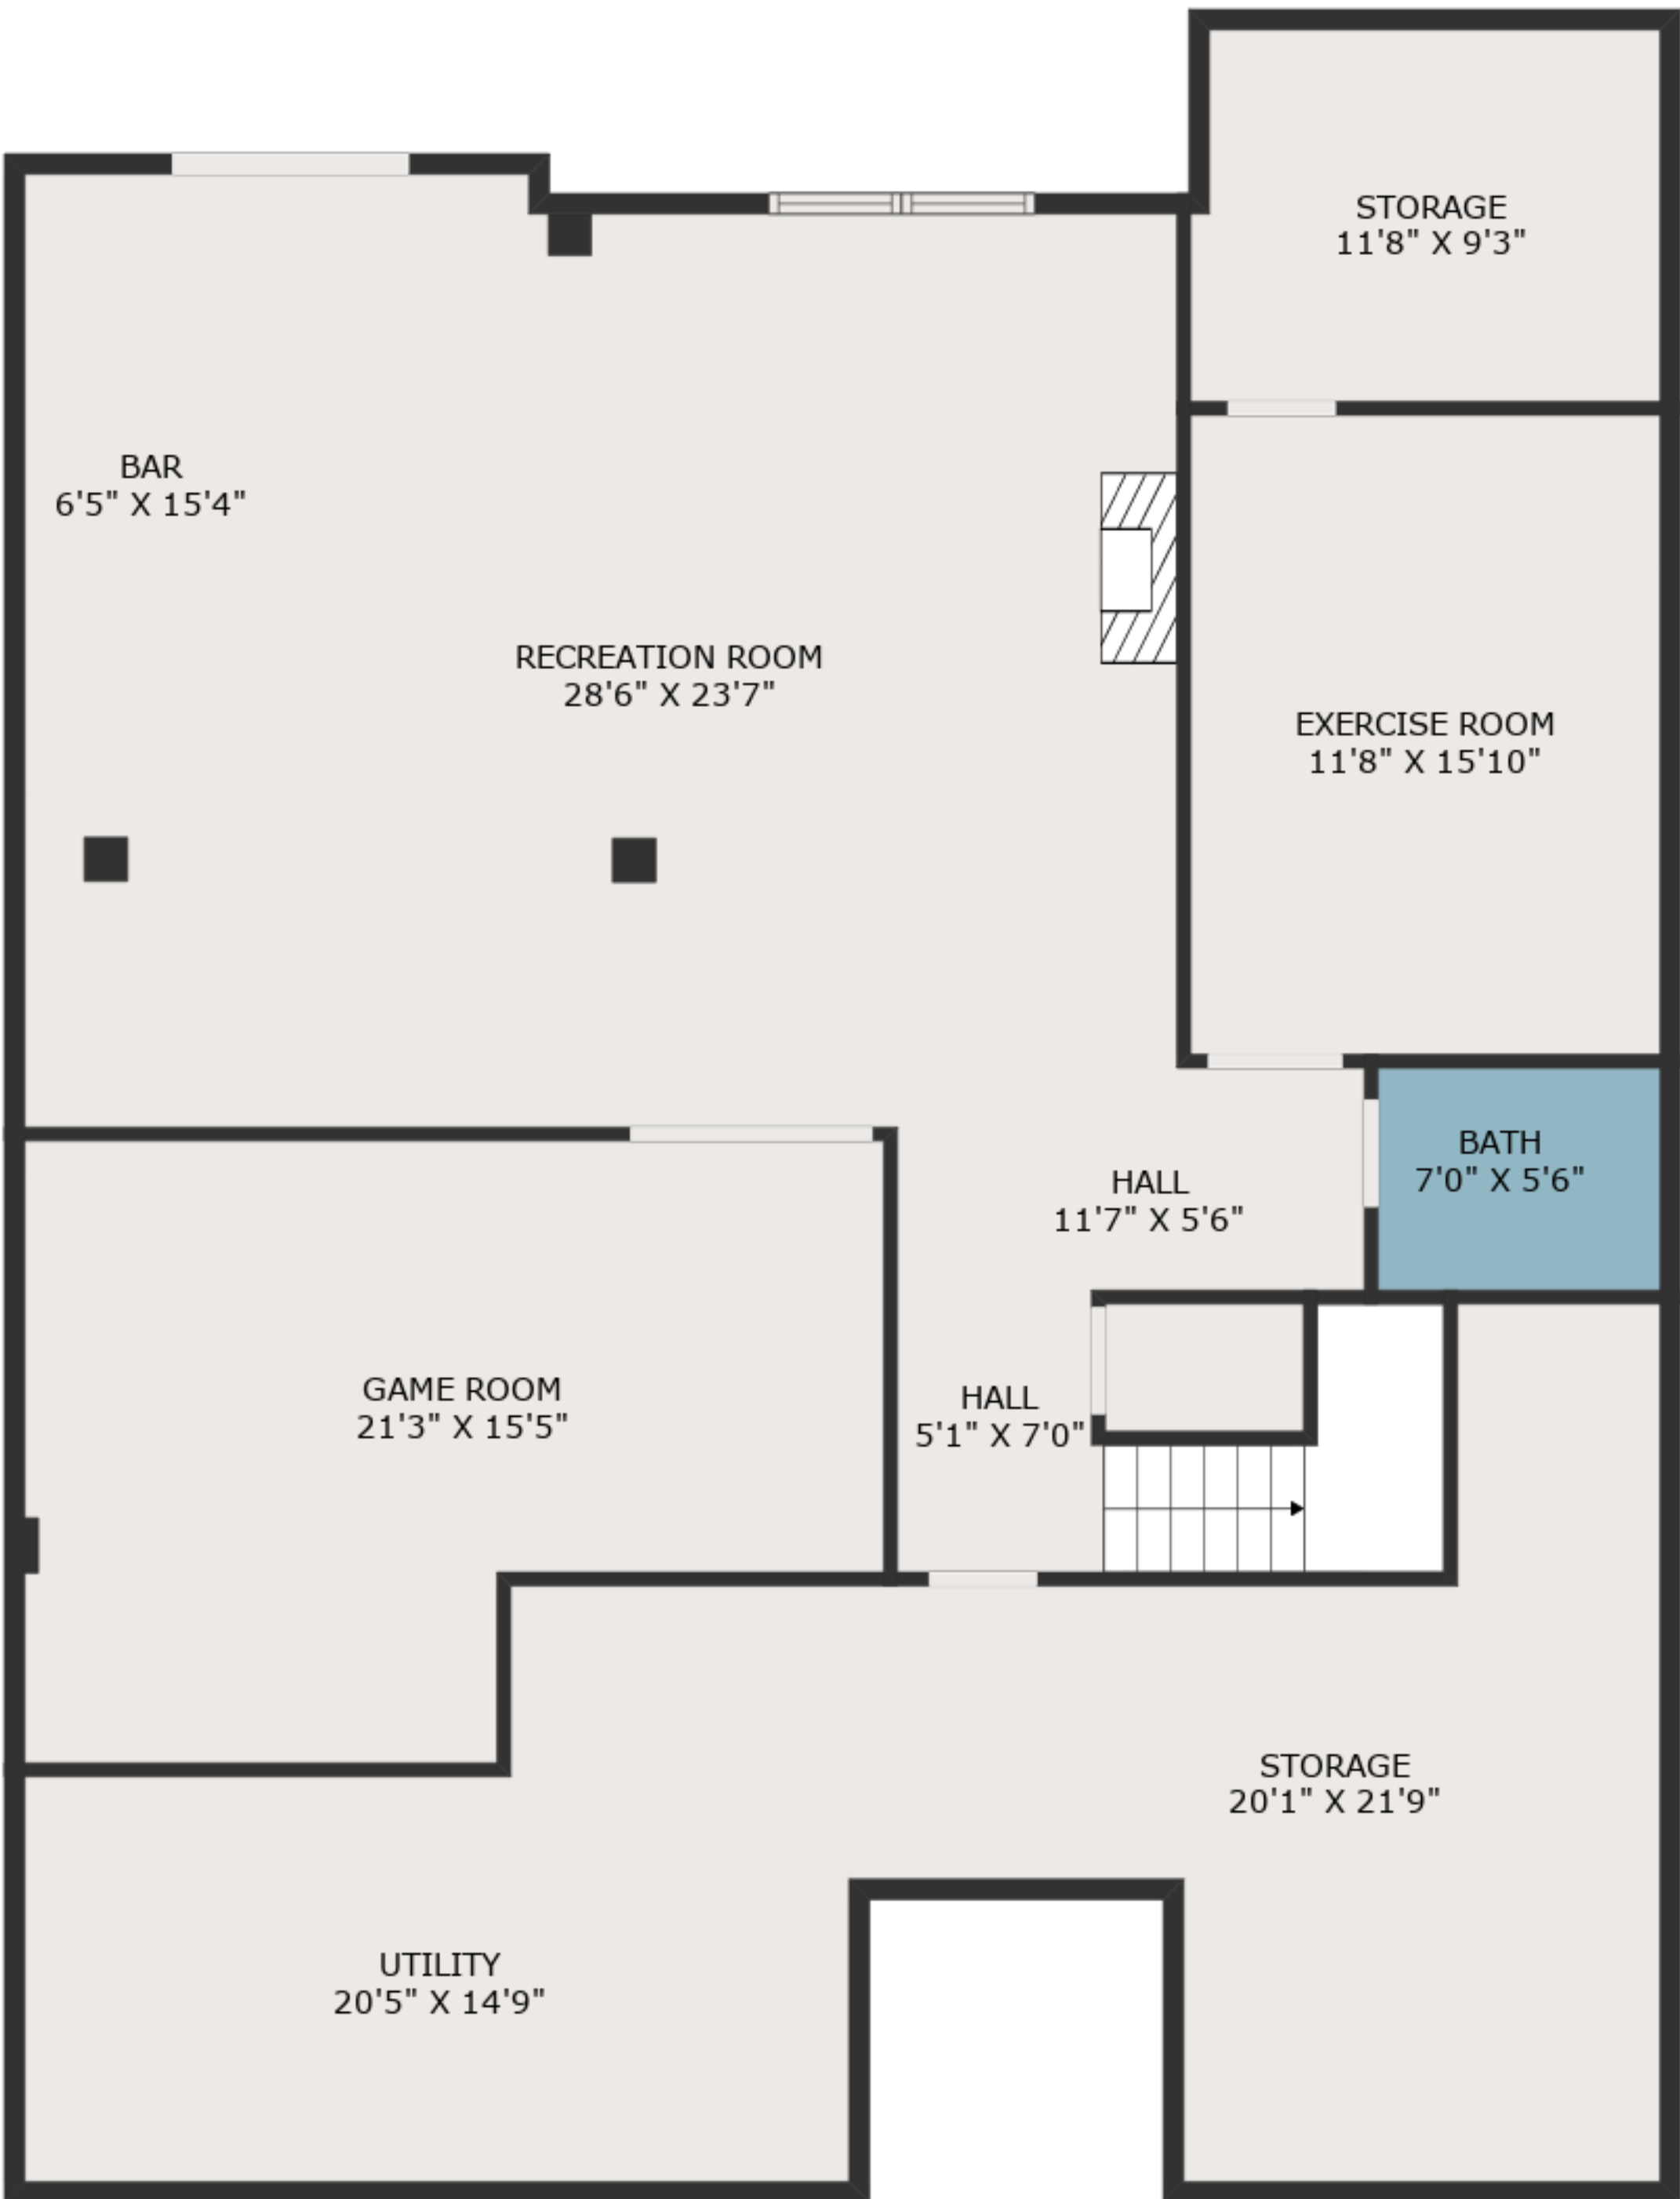 STORAGE
11'8" X 9'3"
BAR
6'5" X 15'4"
RECREATION ROOM
28'6" X 23'7"
EXERCISE ROOM
11'8" X 15'10"
BATH
7'0" X 5'6"
HALL
11'7" X 5'6"
GAME ROOM
21'3" X 15'5"
HALL
5'1" X 7'0"
STORAGE
20'1" X 21'9"
UTILITY
20'5" X 14'9"